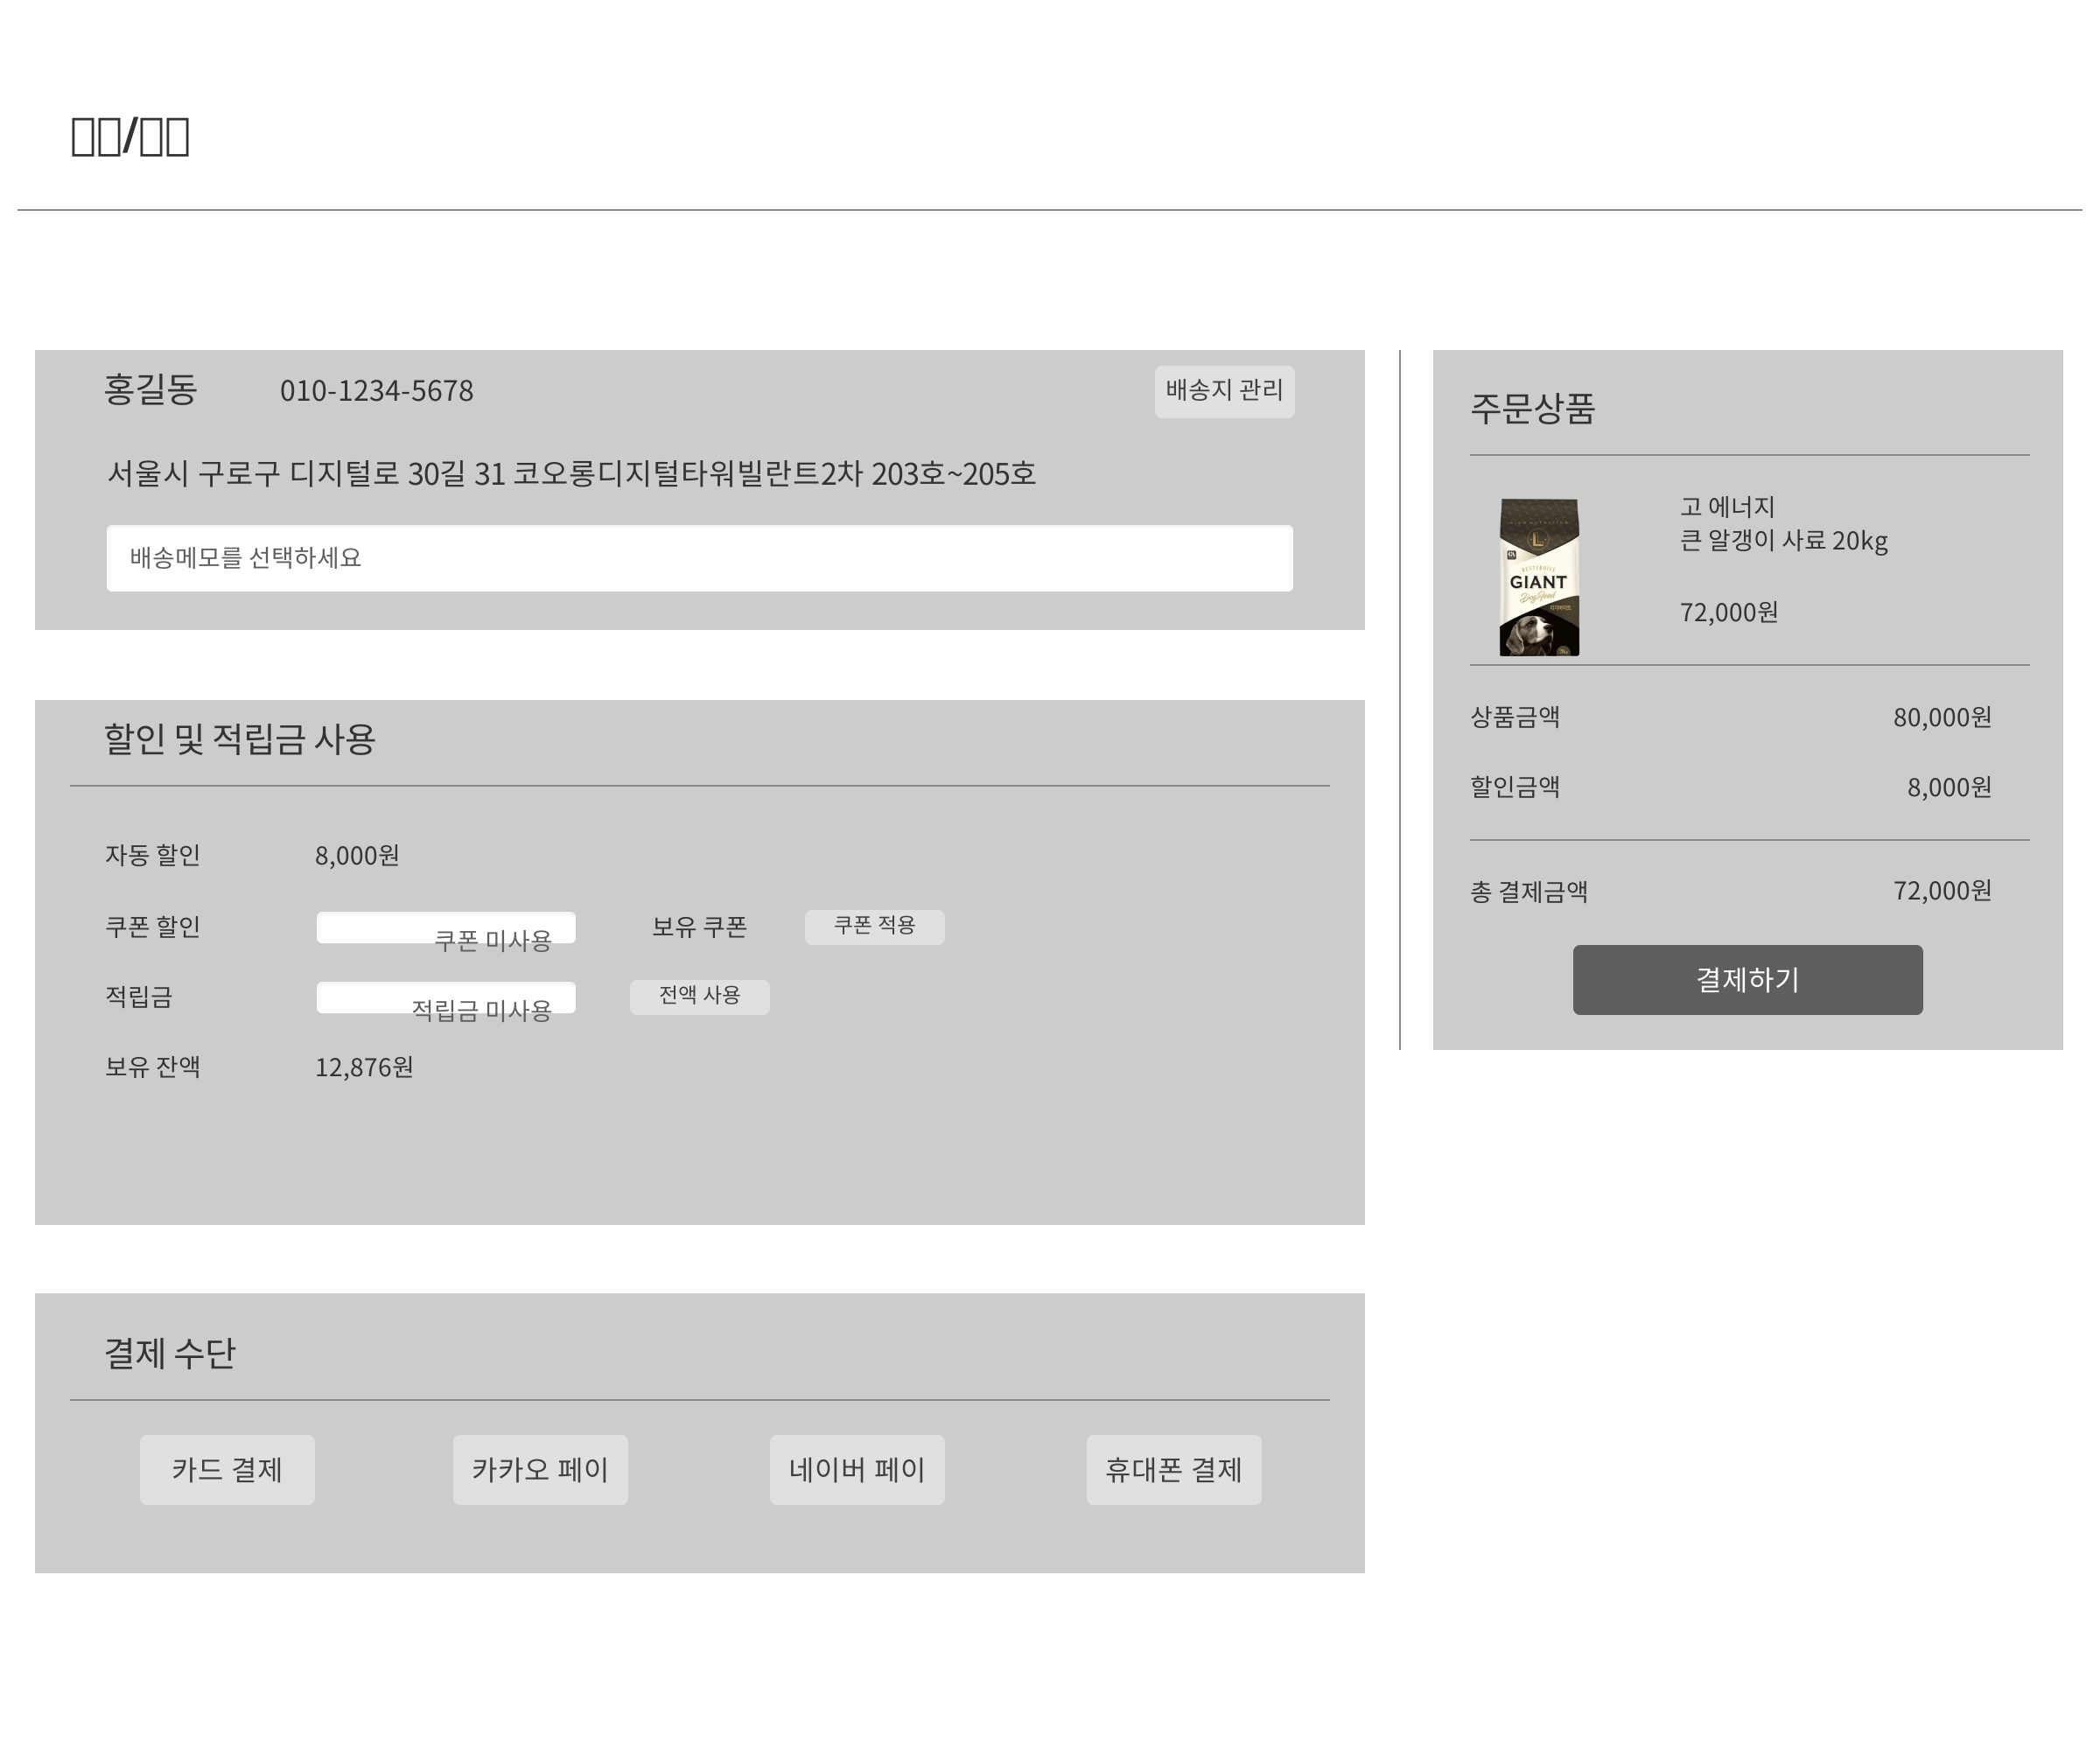 홍길동 010-1234-5678 배송지 관리
서울시 구로구 디지털로 30길 31 코오롱디지털타워빌란트2차 203호~205호
배송메모를 선택하세요
할인 및 적립금 사용
자동 할인 8,000원
쿠폰 할인 쿠폰 미사용 보유 쿠폰 쿠폰 적용
적립금 적립금 미사용 전액 사용
보유 잔액 12,876원
결제 수단
카드 결제 카카오 페이 네이버 페이 휴대폰 결제
주문상품
GIANT
Dog Food
고 에너지
큰 알갱이 사료 20kg
72,000원
상품금액 80,000원
할인금액 8,000원
총 결제금액 72,000원
결제하기